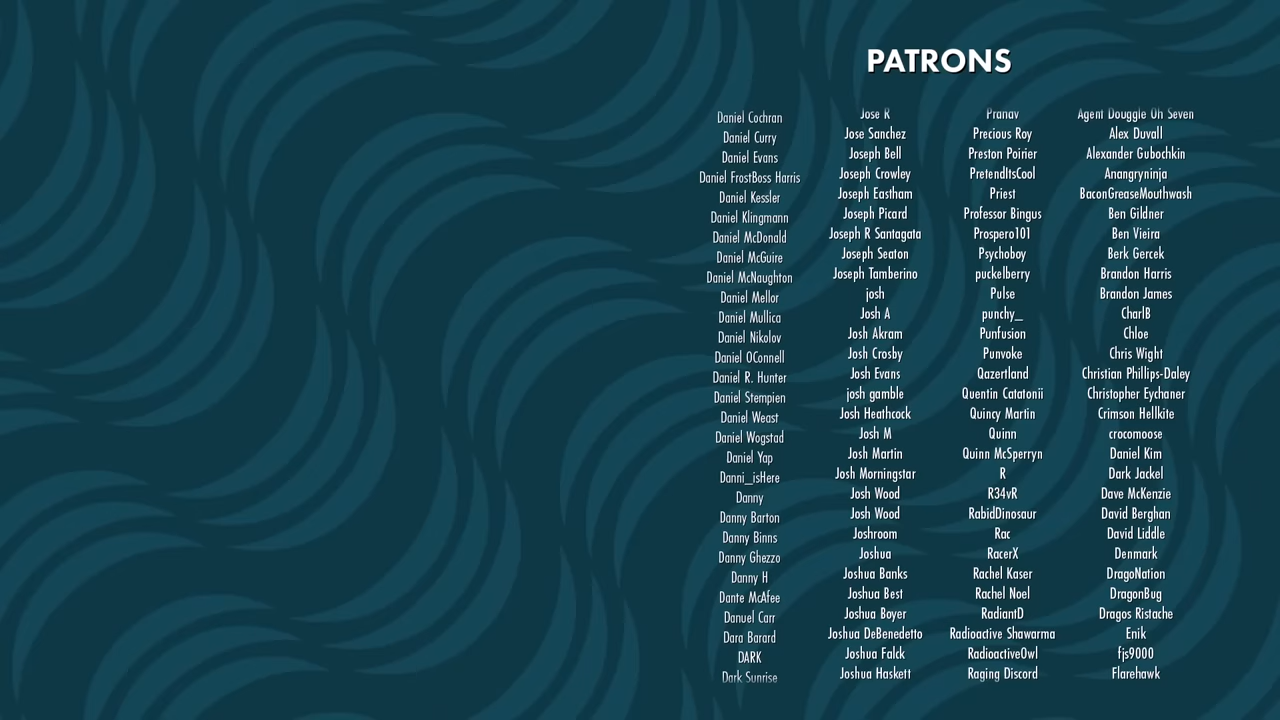 PATRONS
Daniel Cochran
Daniel Curry
Daniel Evans
Daniel FrostBoss Harris
Daniel Kessler
Daniel Klingmann
Daniel McDonald
Daniel McGuire
Daniel McNaughton
Daniel Mellor
Daniel Mullica
Daniel Nikolov
Daniel OConnell
Daniel R. Hunter
Daniel Stempien
Daniel Weast
Daniel Wogstad
Daniel Yap
Danni_isHere
Danny
Danny Barton
Danny Binns
Danny Ghezzo
Danny H
Dante McAfee
Danuel Carr
Dara Barard
DARK
Dark Sunrise
Jose R
Jose Sanchez
Joseph Bell
Joseph Crowley
Joseph Eastham
Joseph Picard
Joseph R Santagata
Joseph Seaton
Joseph Tamberino
josh
Josh A
Josh Akram
Josh Crosby
Josh Evans
josh gamble
Josh Heathcock
Josh M
Josh Martin
Josh Morningstar
Josh Wood
Josh Wood
Joshroom
Joshua
Joshua Banks
Joshua Best
Joshua Boyer
Joshua DeBenedetto
Joshua Falck
Joshua Haskett
Pranav
Precious Roy
Preston Poirier
PretendItsCool
Priest
Professor Bingus
Prospero101
Psychoboy
puckelberry
Pulse
punchy_
Punfusion
Punvoke
Qazertland
Quentin Catatonii
Quincy Martin
Quinn
Quinn McSperryn
R
R34vR
RabidDinosaur
Rac
RacerX
Rachel Kaser
Rachel Noel
RadiantD
Radioactive Shawarma
RadioactiveOwl
Raging Discord
Agent Douggle Oh Seven
Alex Duvall
Alexander Gubochkin
Anangryninja
BaconGreaseMouthwash
Ben Gildner
Ben Vieira
Berk Gercek
Brandon Harris
Brandon James
CharlB
Chloe
Chris Wight
Christian Phillips-Daley
Christopher Eychaner
Crimson Hellkite
crocomoose
Daniel Kim
Dark Jackel
Dave McKenzie
David Berghan
David Liddle
Denmark
DragoNation
DragonBug
Dragos Ristache
Enik
fjs9000
Flarehawk